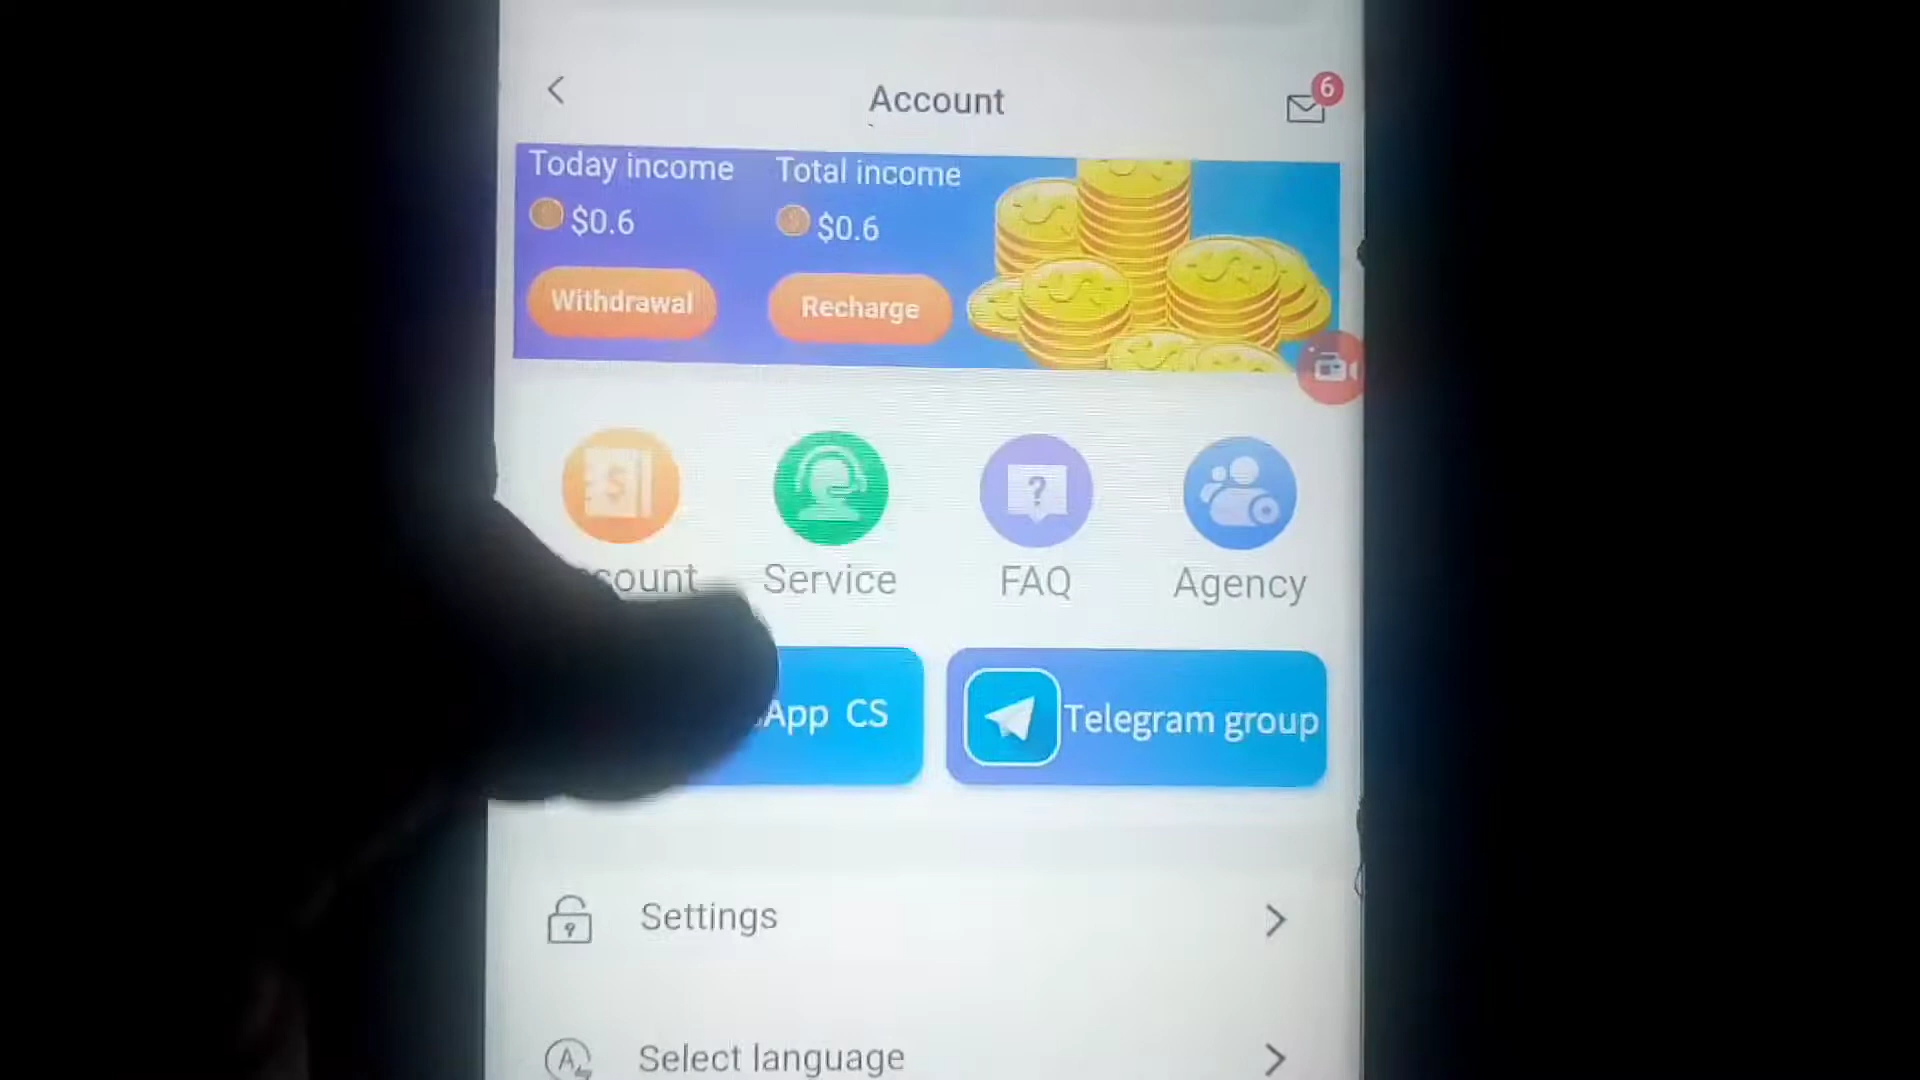 Account
6
Today income
Total income
$0.6
$0.6
Withdrawal
Recharge
Service
FAQ
Agency
App CS
Telegram group
Settings
Select language